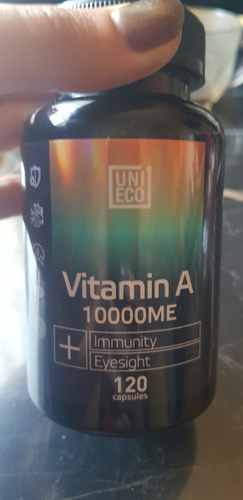 UNI
ECO
Vitamin A
10000ME
+ Immunity
Eyesight
120
capsules